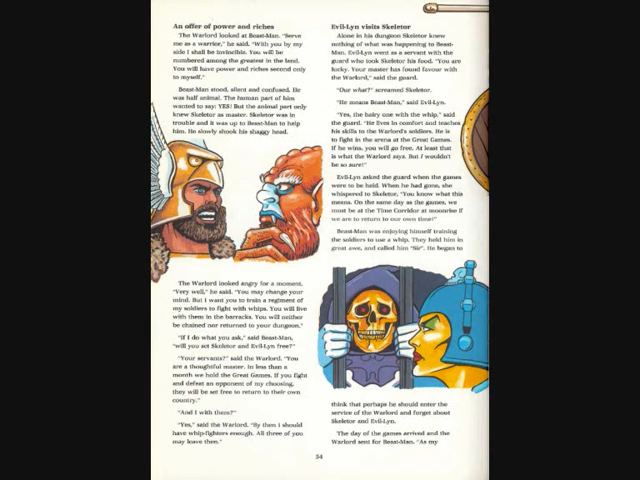 An offer of power and riches
The Warlord looked at Beast-Man. "Serve
me as a warrior," he said. "With you by my
side I shall be invincible. You will be
numbered among the greatest in the land.
You will have power and riches second only
to myself."
Beast-Man stood, silent and confused. He
was half animal. The human part of him
wanted to say: YES! But the animal part only
knew Skeletor as master. Skeletor was in
trouble and it was up to Beast-Man to help
him. He slowly shook his shaggy head.
The Warlord looked angry for a moment.
"Very well," he said. "You may change your
mind. But I want you to train a regiment of
my soldiers to fight with whips. You will live
with them in the barracks. You will neither
be chained nor returned to your dungeon."
"If I do what you ask," said Beast-Man,
"will you set Skeletor and Evil-Lyn free?"
"Your servants?" said the Warlord. "You
are a thoughtful master. In less than a
month we hold the Great Games. If you fight
and defeat an opponent of my choosing,
they will be set free to return to their own
country."
"And I with them?"
"Yes," said the Warlord. "By then I should
have whip-fighters enough. All three of you
may leave then."
Evil-Lyn visits Skeletor
Alone in his dungeon Skeletor knew
nothing of what was happening to Beast-
Man. Evil-Lyn went as a servant with the
guard who took Skeletor his food. "You are
lucky. Your master has found favour with
the Warlord," said the guard.
"Our what?" screamed Skeletor.
"He means Beast-Man," said Evil-Lyn.
"Yes, the hairy one with the whip," said
the guard. "He lives in comfort and teaches
his skills to the Warlord's soldiers. He is
to fight in the arena at the Great Games.
If he wins, you will go free. At least that
is what the Warlord says. But I wouldn't
be so sure!"
Evil-Lyn asked the guard when the games
were to be held. When he had gone, she
whispered to Skeletor, "You know what this
means. On the same day as the games, we
must be at the Time Corridor at moonrise if
we are to return to our own time!"
Beast-Man was enjoying himself training
the soldiers to use a whip. They held him in
great awe, and called him "Sir". He began to
think that perhaps he should enter the
service of the Warlord and forget about
Skeletor and Evil-Lyn.
The day of the games arrived and the
Warlord sent for Beast-Man. "As my
34